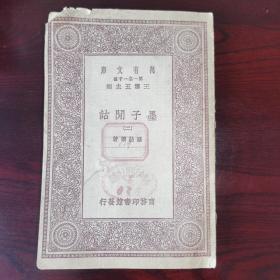 萬有文庫
第一集一千種
王雲五主編
墨子閒詁
(二)
孫詒讓著
商務印書館發行